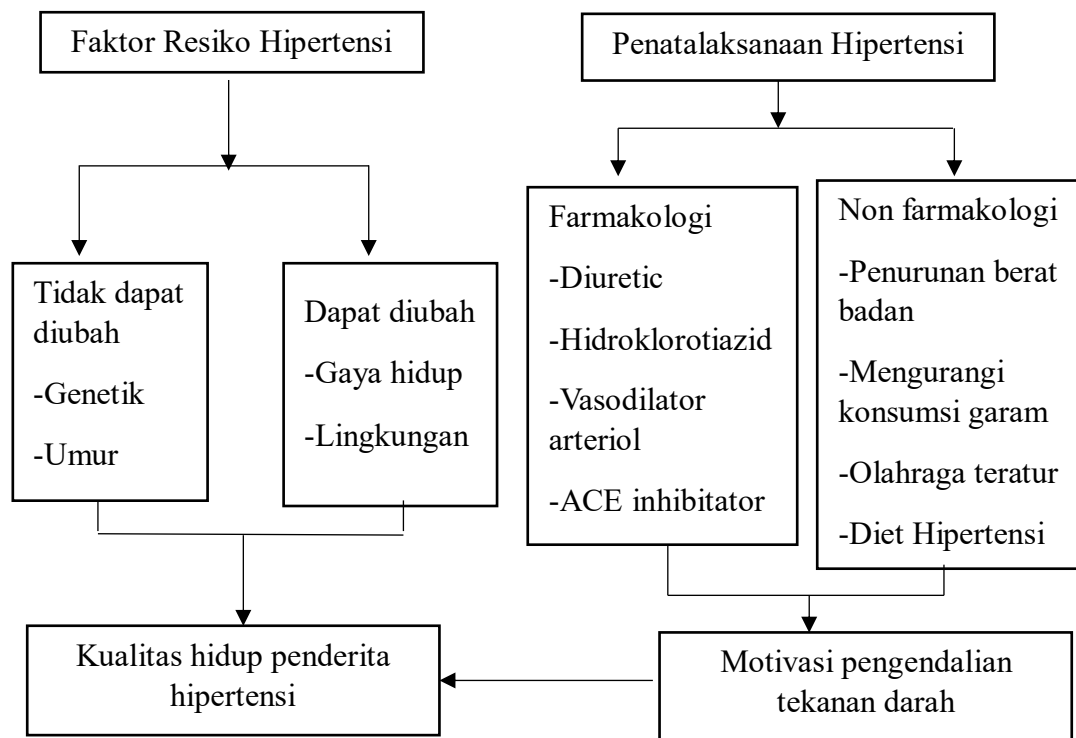 Faktor Resiko Hipertensi
Penatalaksanaan Hipertensi
Tidak dapat
diubah
-Genetik
-Umur
Dapat diubah
-Gaya hidup
-Lingkungan
Farmakologi
-Diuretic
-Hidroklorotiazid
-Vasodilator
arteriol
-ACE inhibitator
Non farmakologi
-Penurunan berat
badan
-Mengurangi
konsumsi garam
-Olahraga teratur
-Diet Hipertensi
Kualitas hidup penderita
hipertensi
Motivasi pengendalian
tekanan darah